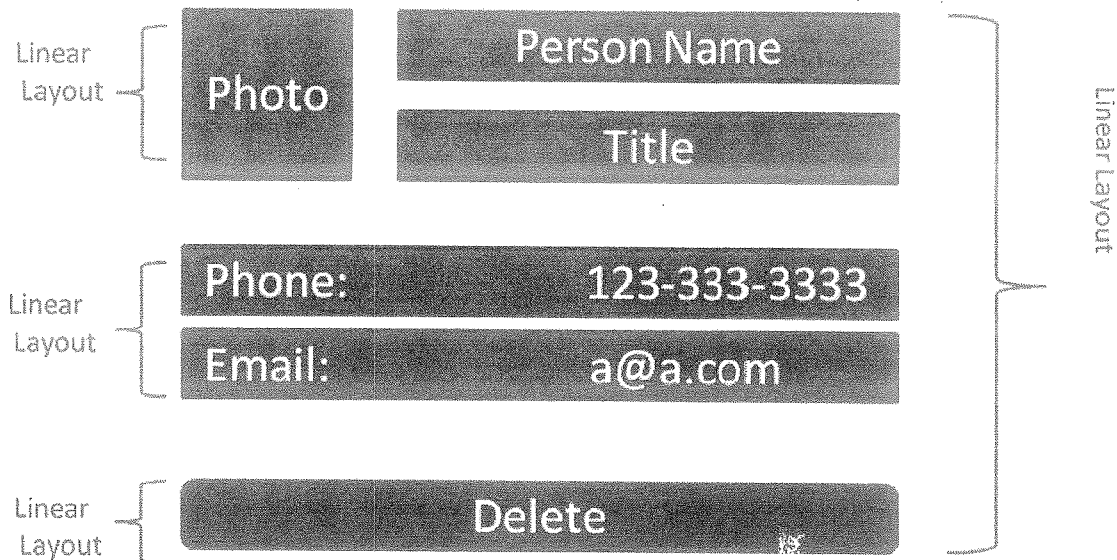 Linear
Layout
Photo
Person Name
Title
Linear Layout
Linear
Layout
Phone: 123-333-3333
Email: a@a.com
Linear
Layout
Delete